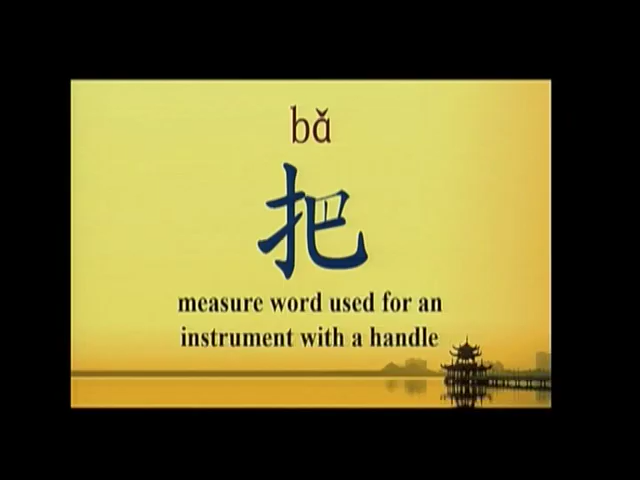 bǎ
把
measure word used for an
instrument with a handle